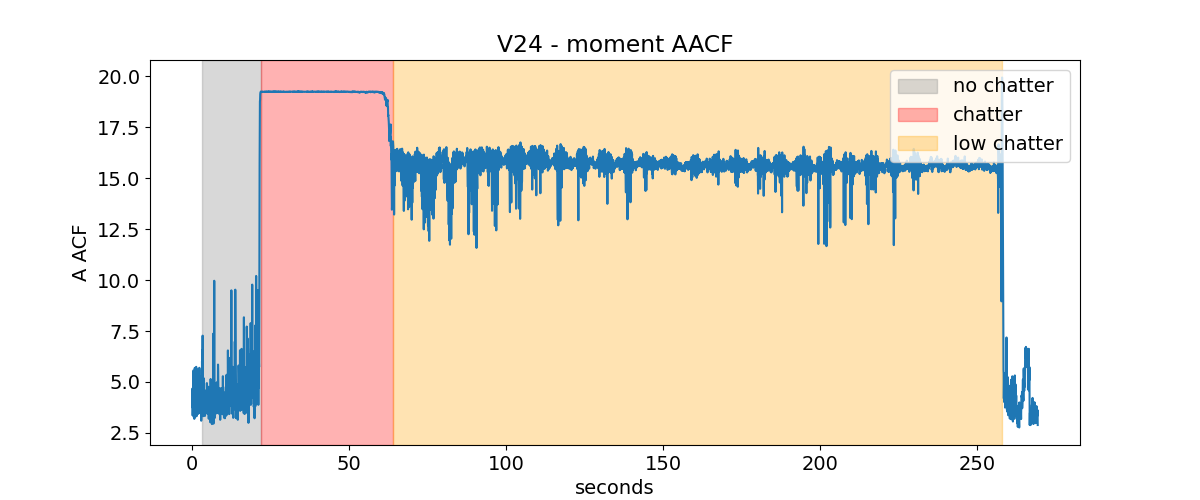 V24 - moment AACF
no chatter
chatter
low chatter
A ACF
20.0
17.5
15.0
12.5
10.0
7.5
5.0
2.5
0 50 100 150 200 250
seconds